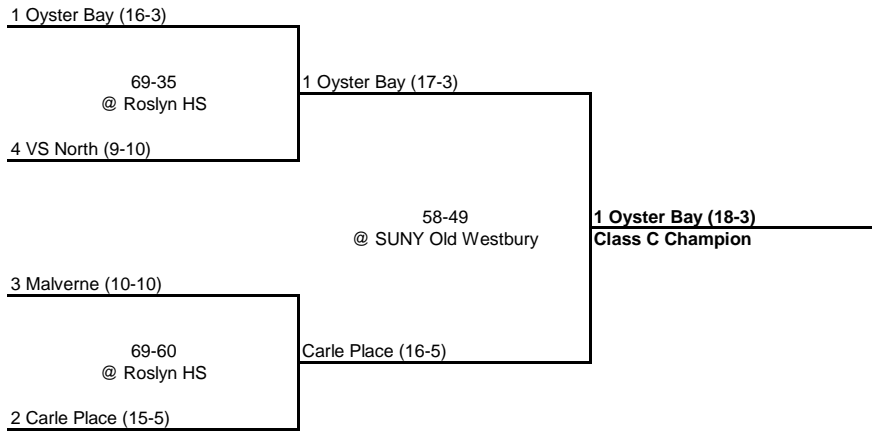 1 Oyster Bay (16-3)
69-35
@ Roslyn HS
1 Oyster Bay (17-3)
4 VS North (9-10)
58-49
@ SUNY Old Westbury
1 Oyster Bay (18-3)
Class C Champion
3 Malverne (10-10)
69-60
@ Roslyn HS
Carle Place (16-5)
2 Carle Place (15-5)